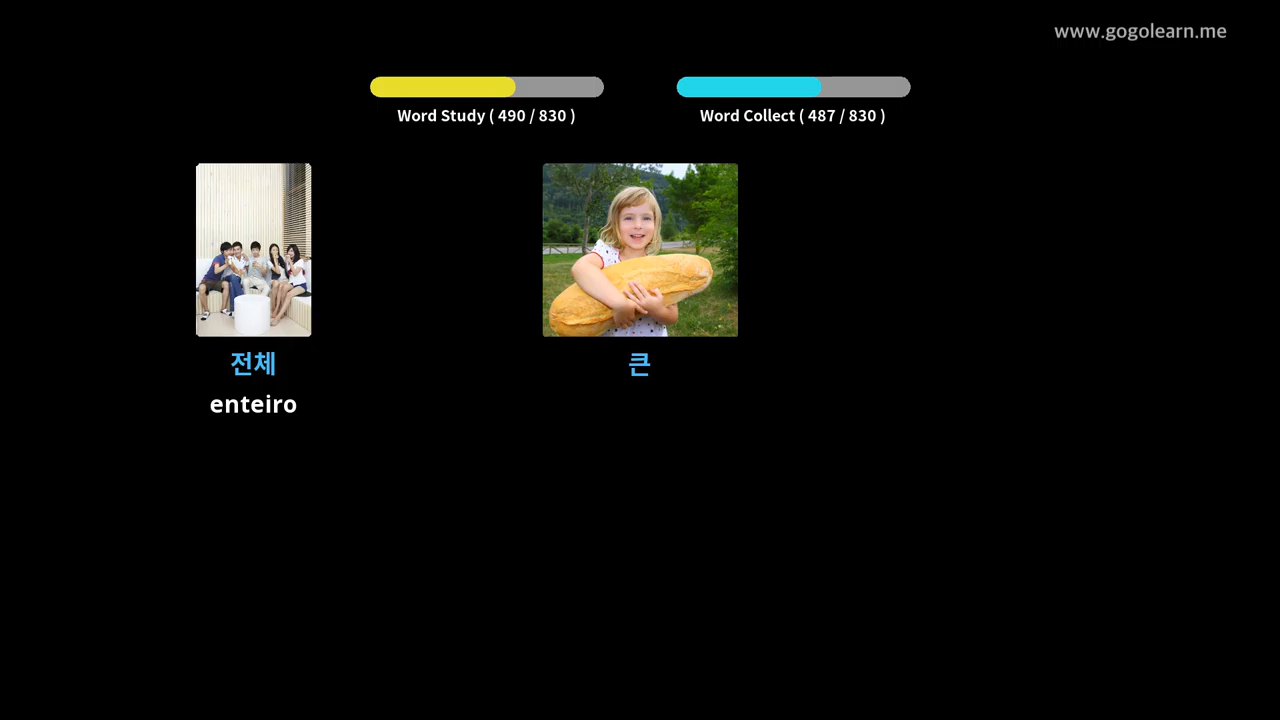 www.gogolearn.me
Word Study ( 490 / 830 )
Word Collect ( 487 / 830 )
전체
큰
enteiro